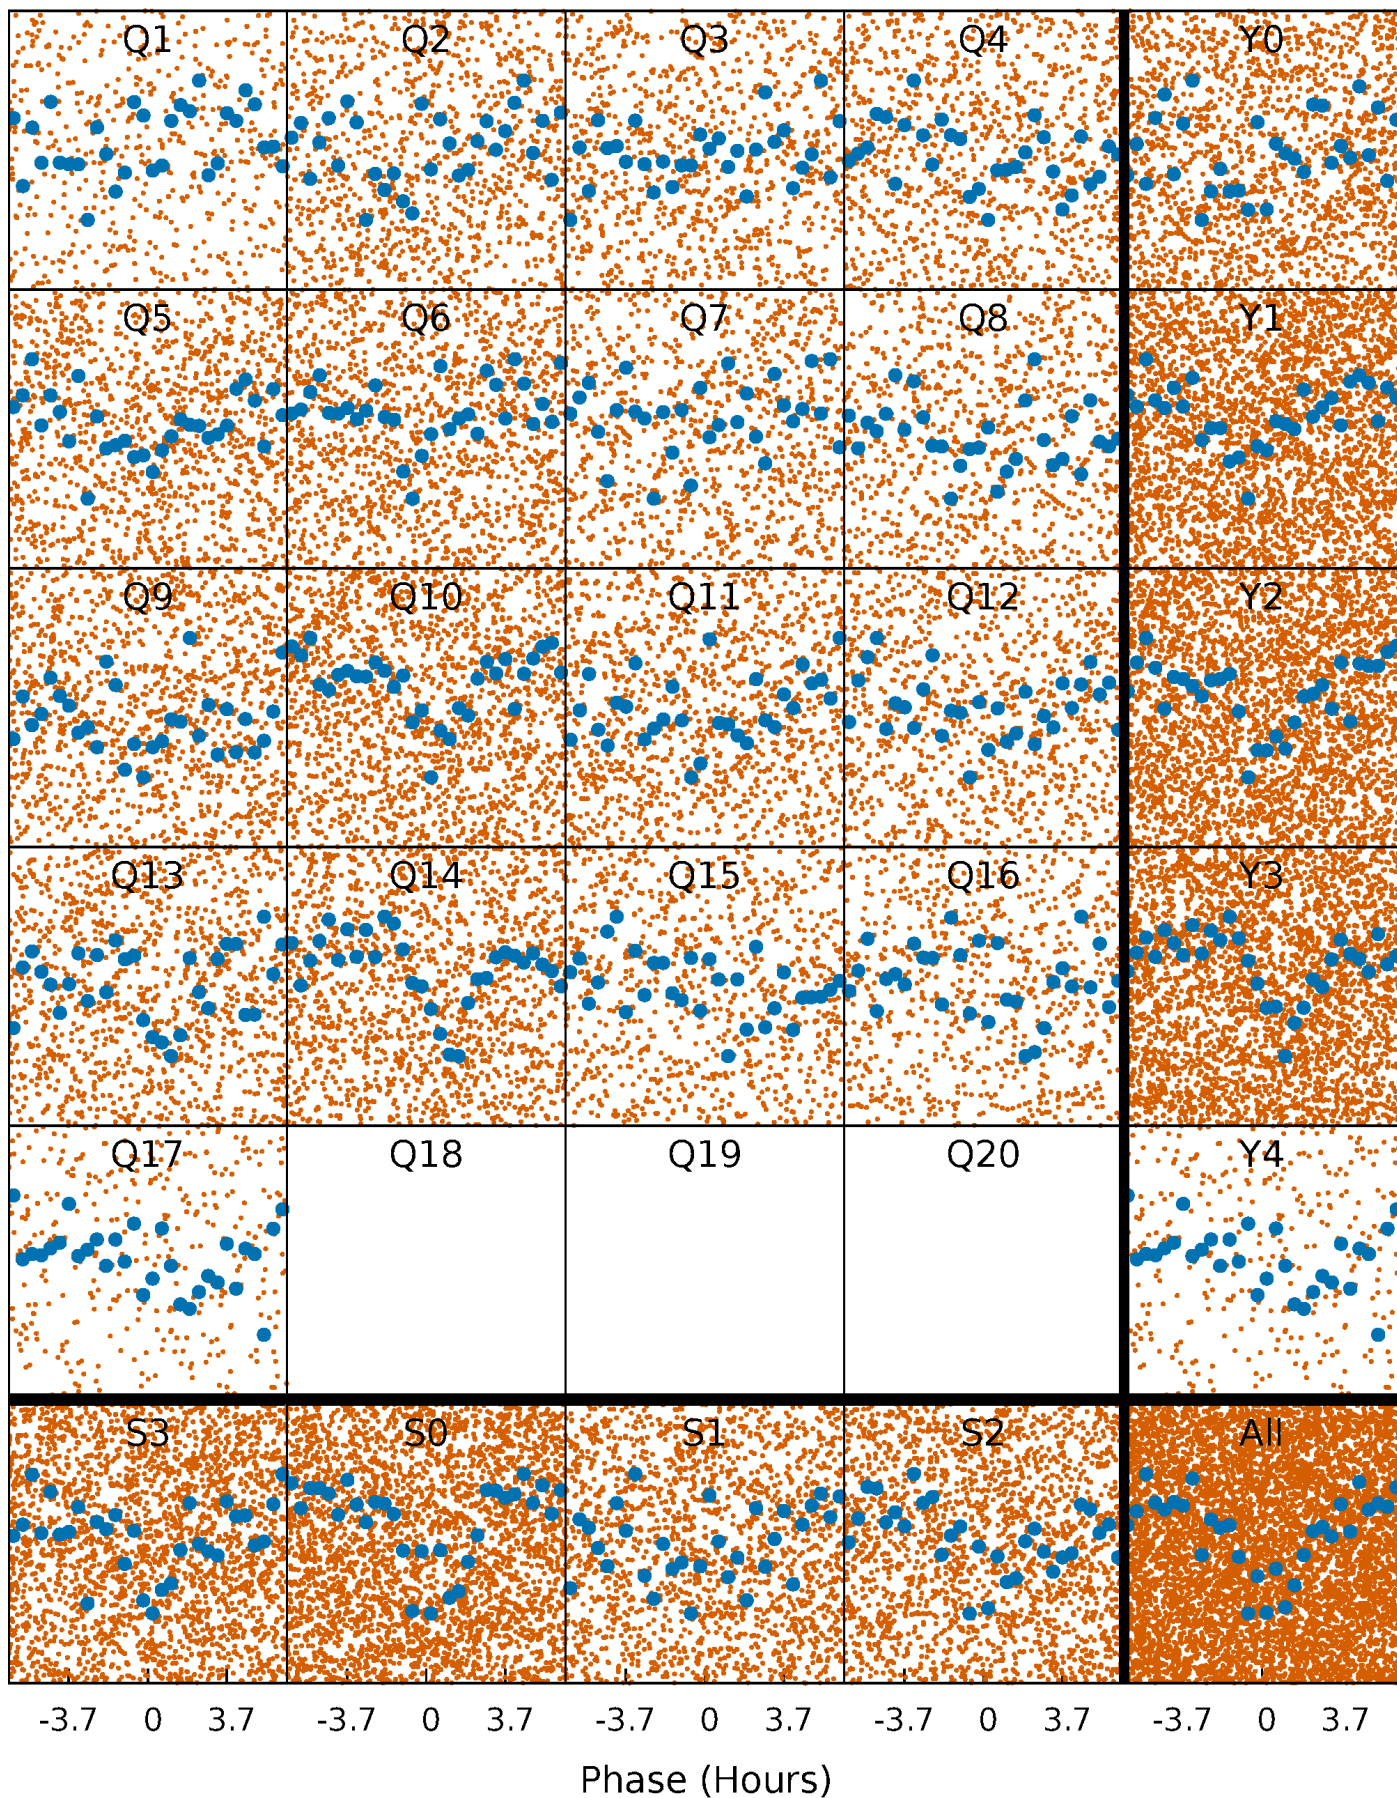 Q1 Q2 Q3 Q4 Y0
Q5 Q6 Q7 Q8 Y1
Q9 Q10 Q11 Q12 Y2
Q13 Q14 Q15 Q16 Y3
Q17 Q18 Q19 Q20 Y4
S3 S0 S1 S2 All
-3.7 0 3.7 -3.7 0 3.7 -3.7 0 3.7 -3.7 0 3.7 -3.7 0 3.7
Phase (Hours)